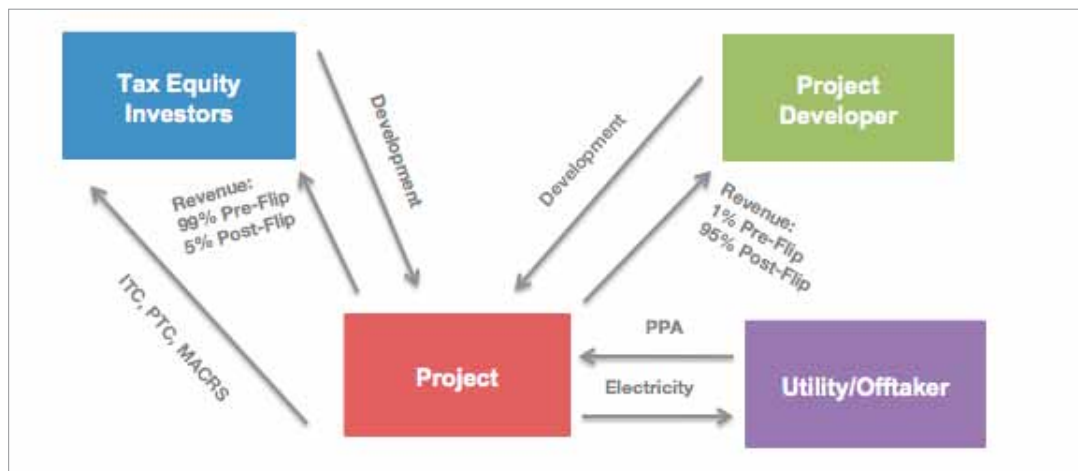 Tax Equity
Investors
Project
Developer
Development
Development
Revenue:
99% Pre-Flip
5% Post-Flip
Revenue:
1% Pre-Flip
95% Post-Flip
ITC, PTC, MACRS
Project
PPA
Electricity
Utility/Offtaker